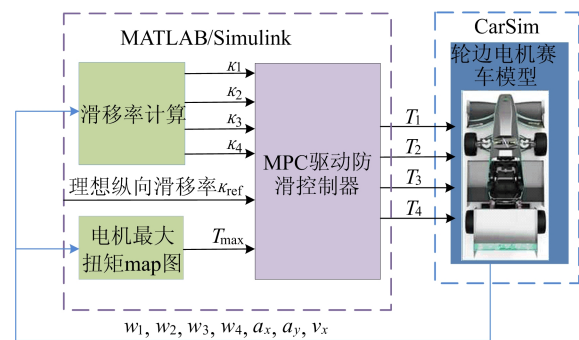 MATLAB/Simulink
CarSim
轮边电机赛
车模型
滑移率计算
κ1
κ2
κ3
κ4
理想纵向滑移率κref
电机最大
扭矩map图
Tmax
MPC驱动防
滑控制器
T1
T2
T3
T4
w1, w2, w3, w4, ax, ay, vx